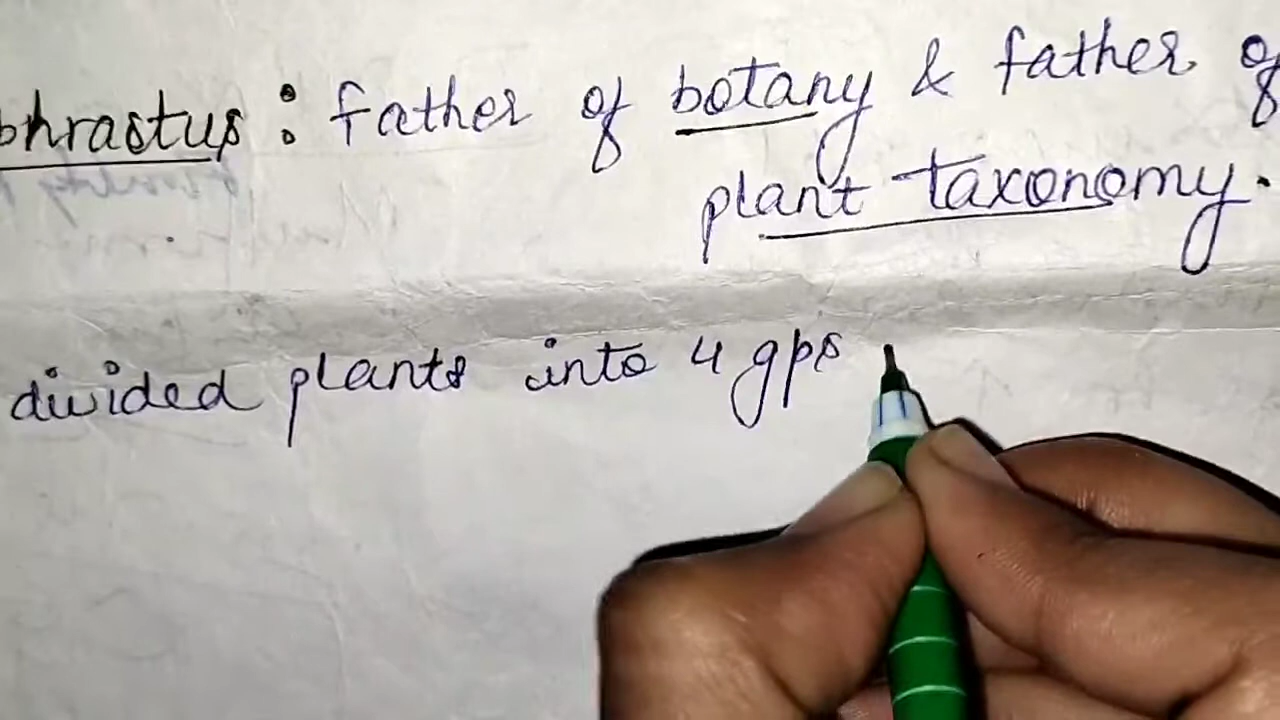 phrastus : father of botany & father of
plant taxonomy.
divided plants into 4 gps